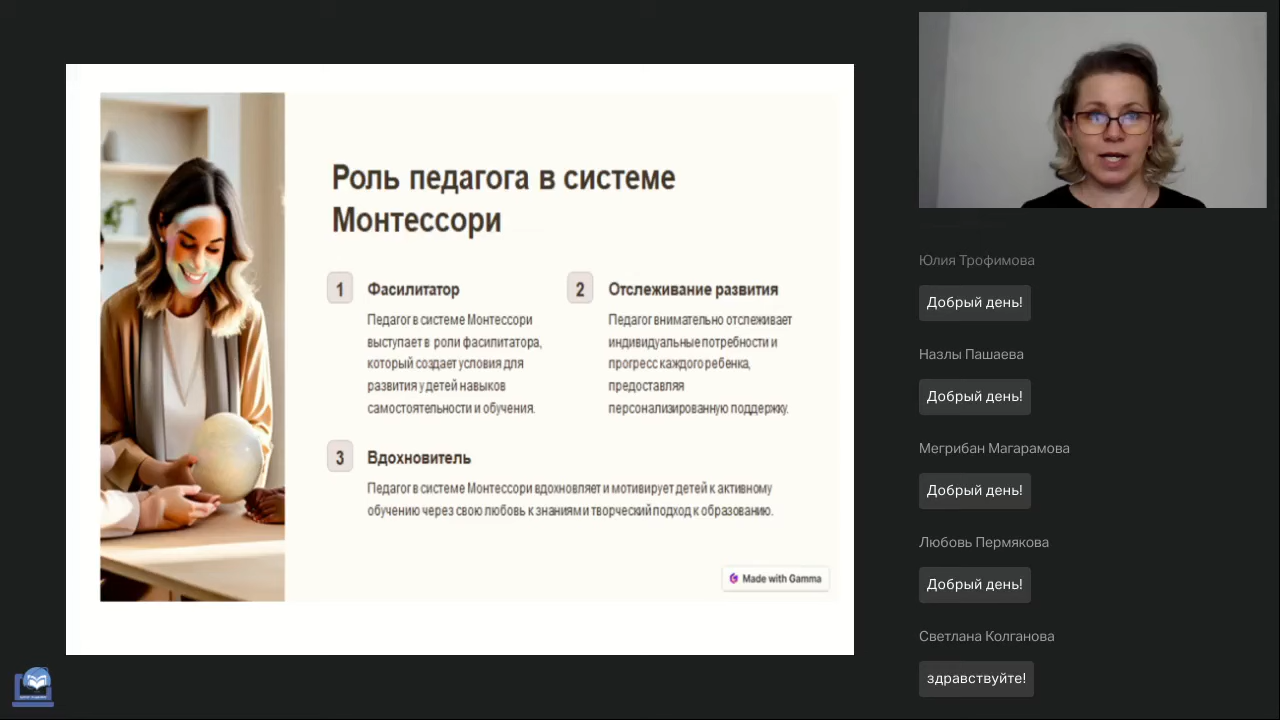 Роль педагога в системе
Монтессори
1
Фасилитатор
Педагог в системе Монтессори
выступает в роли фасилитатора,
который создает условия для
развития у детей навыков
самостоятельности и обучения.
2
Отслеживание развития
Педагог внимательно отслеживает
индивидуальные потребности и
прогресс каждого ребенка,
предоставляя
персонализированную поддержку.
3
Вдохновитель
Педагог в системе Монтессори вдохновляет и мотивирует детей к активному
обучению через свою любовь к знаниям и творческий подход к образованию.
Made with Gamma
Юлия Трофимова
Добрый день!
Назлы Пашаева
Добрый день!
Мегрибан Магарамова
Добрый день!
Любовь Пермякова
Добрый день!
Светлана Колганова
здравствуйте!